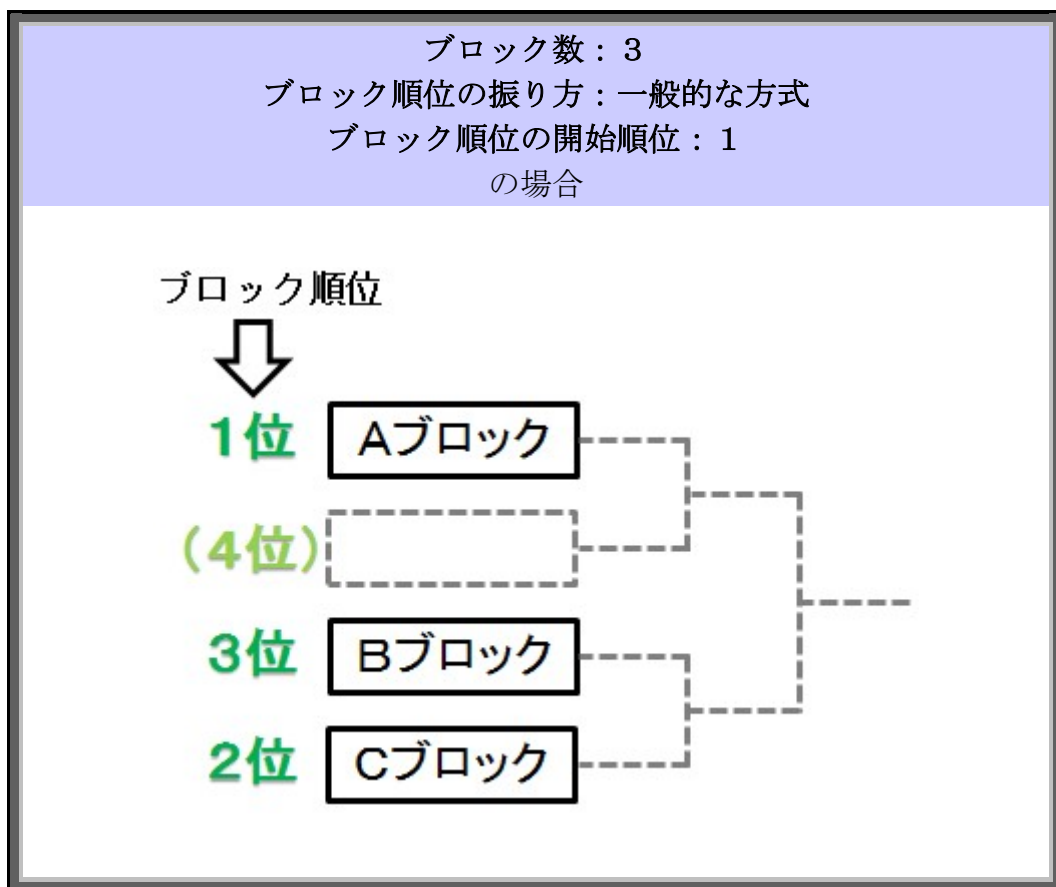 ブロック数：３
ブロック順位の振り方：一般的な方式
ブロック順位の開始順位：１
の場合
ブロック順位
1位 Aブロック
（4位）
3位 Bブロック
2位 Cブロック